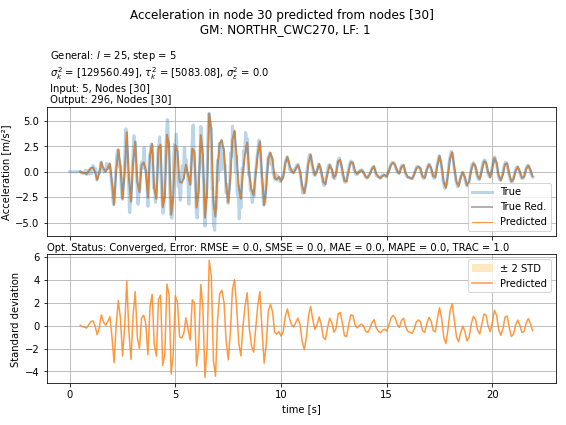 Acceleration in node 30 predicted from nodes [30]
GM: NORTHR_CWC270, LF: 1
General: l = 25, step = 5
σ²ₖ = [129560.49], τ²ₖ = [5083.08], σ²ε = 0.0
Input: 5, Nodes [30]
Output: 296, Nodes [30]
Acceleration [m/s²]
5.0
2.5
0.0
−2.5
−5.0
True
True Red.
Predicted
Opt. Status: Converged, Error: RMSE = 0.0, SMSE = 0.0, MAE = 0.0, MAPE = 0.0, TRAC = 1.0
Standard deviation
6
4
2
0
−2
−4
± 2 STD
Predicted
0 5 10 15 20
time [s]